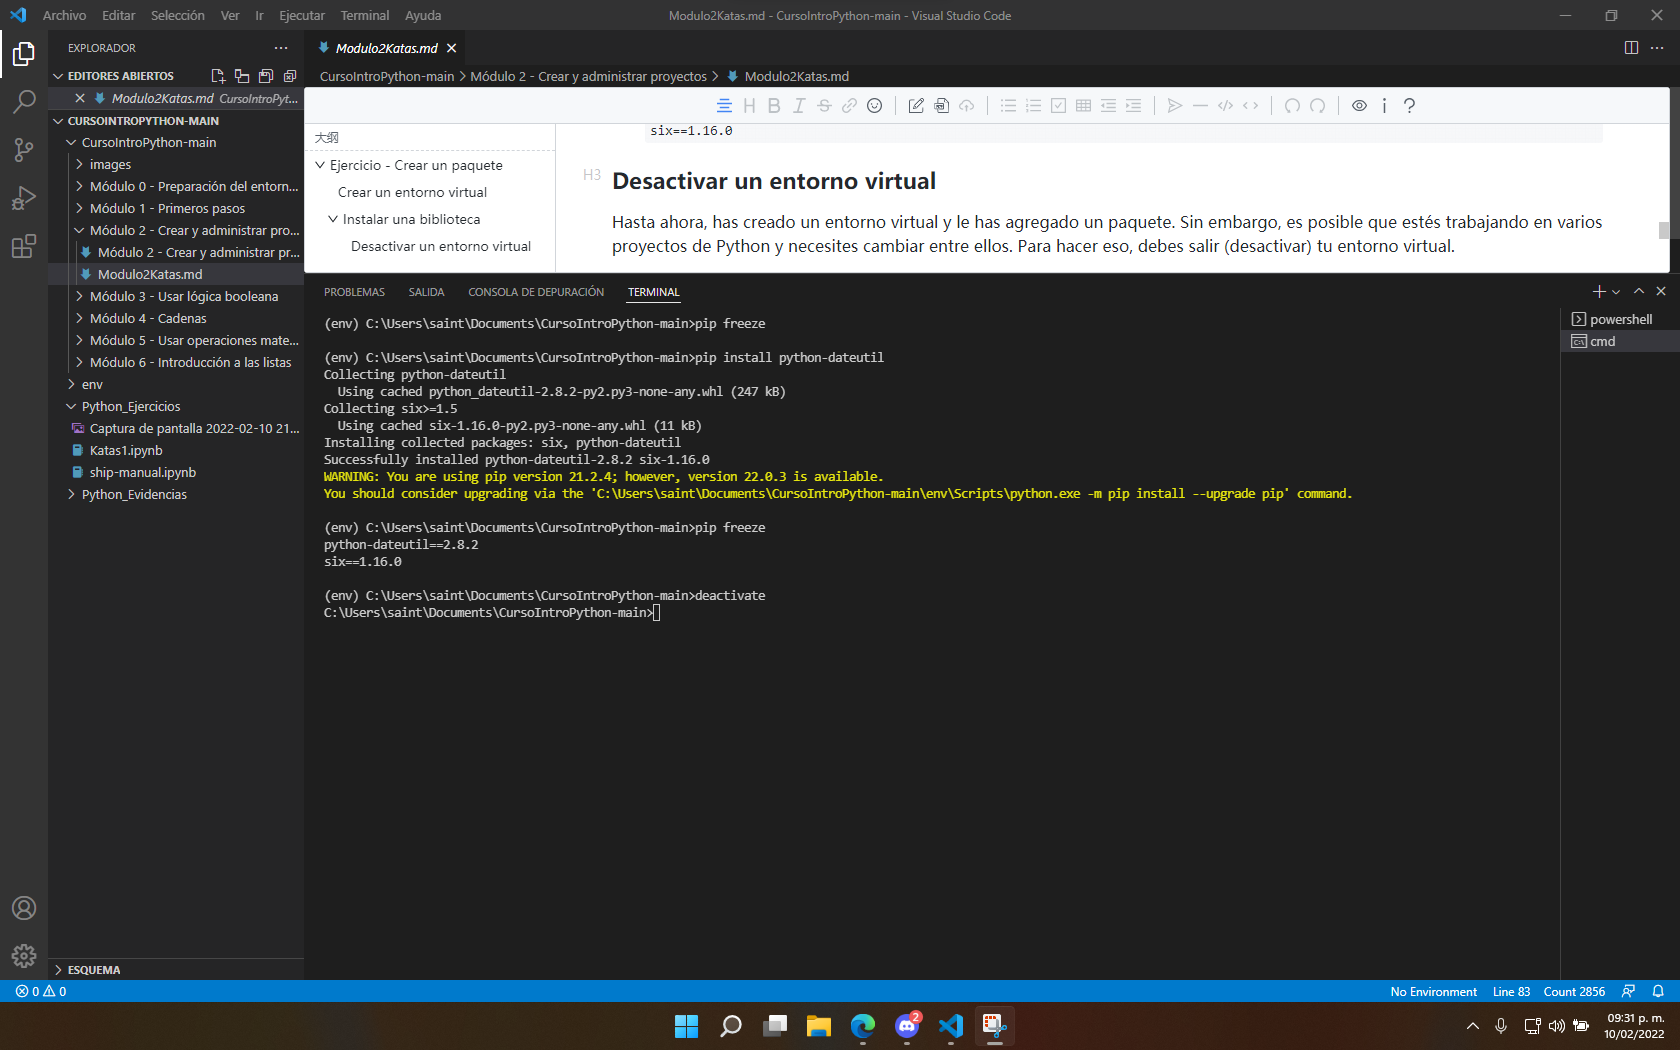 Archivo Editar Selección Ver Ir Ejecutar Terminal Ayuda
Modulo2Katas.md - CursoIntroPython-main - Visual Studio Code
EXPLORADOR
EDITORES ABIERTOS
Modulo2Katas.md CursoIntroPyt...
CURSOINTROPYTHON-MAIN
CursoIntroPython-main
images
Módulo 0 - Preparación del entorn...
Módulo 1 - Primeros pasos
Módulo 2 - Crear y administrar pro...
Módulo 2 - Crear y administrar pr...
Modulo2Katas.md
Módulo 3 - Usar lógica booleana
Módulo 4 - Cadenas
Módulo 5 - Usar operaciones mate...
Módulo 6 - Introducción a las listas
env
Python_Ejercicios
Captura de pantalla 2022-02-10 21...
Katas1.ipynb
ship-manual.ipynb
Python_Evidencias
ESQUEMA
Modulo2Katas.md
CursoIntroPython-main > Módulo 2 - Crear y administrar proyectos > Modulo2Katas.md
大纲
Ejercicio - Crear un paquete
Crear un entorno virtual
Instalar una biblioteca
Desactivar un entorno virtual
six==1.16.0
H3 Desactivar un entorno virtual
Hasta ahora, has creado un entorno virtual y le has agregado un paquete. Sin embargo, es posible que estés trabajando en varios
proyectos de Python y necesites cambiar entre ellos. Para hacer eso, debes salir (desactivar) tu entorno virtual.
PROBLEMAS SALIDA CONSOLA DE DEPURACIÓN TERMINAL
(env) C:\Users\saint\Documents\CursoIntroPython-main>pip freeze
(env) C:\Users\saint\Documents\CursoIntroPython-main>pip install python-dateutil
Collecting python-dateutil
Using cached python_dateutil-2.8.2-py2.py3-none-any.whl (247 kB)
Collecting six>=1.5
Using cached six-1.16.0-py2.py3-none-any.whl (11 kB)
Installing collected packages: six, python-dateutil
Successfully installed python-dateutil-2.8.2 six-1.16.0
WARNING: You are using pip version 21.2.4; however, version 22.0.3 is available.
You should consider upgrading via the 'C:\Users\saint\Documents\CursoIntroPython-main\env\Scripts\python.exe -m pip install --upgrade pip' command.
(env) C:\Users\saint\Documents\CursoIntroPython-main>pip freeze
python-dateutil==2.8.2
six==1.16.0
(env) C:\Users\saint\Documents\CursoIntroPython-main>deactivate
C:\Users\saint\Documents\CursoIntroPython-main>
powershell
cmd
0 0
No Environment Line 83 Count 2856
2
09:31 p. m.
10/02/2022